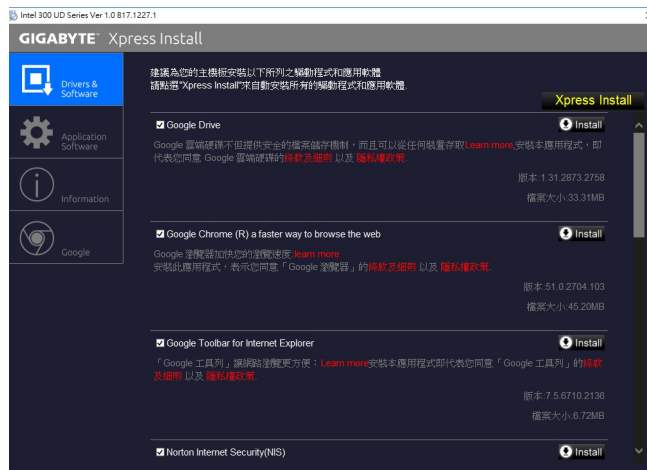 Intel 300 UD Series Ver 1.0 B17.1227.1
GIGABYTE™ Xpress Install
Drivers &
Software
Application
Software
Information
Google
建議為您的主機板安裝以下所列之驅動程式和應用軟體
請點選"Xpress Install"來自動安裝所有的驅動程式和應用軟體.
Xpress Install
Google Drive
Install
Google 雲端硬碟不但提供安全的檔案儲存機制，而且可以從任何裝置存取Learn more安裝本應用程式，即
代表您同意 Google 雲端硬碟的條款及細則 以及 隱私權政策.
版本:1.31.2873.2758
檔案大小:33.31MB
Google Chrome (R) a faster way to browse the web
Install
Google 瀏覽器加快您的瀏覽速度 learn more
安裝此應用程式，表示您同意「Google 瀏覽器」的條款及細則 以及 隱私權政策.
版本:51.0.2704.103
檔案大小:45.20MB
Google Toolbar for Internet Explorer
Install
「Google 工具列」讓網路瀏覽更方便：Learn more安裝本應用程式即代表您同意「Google 工具列」的條款
及細則 以及 隱私權政策.
版本:7.5.6710.2136
檔案大小:6.72MB
Norton Internet Security(NIS)
Install